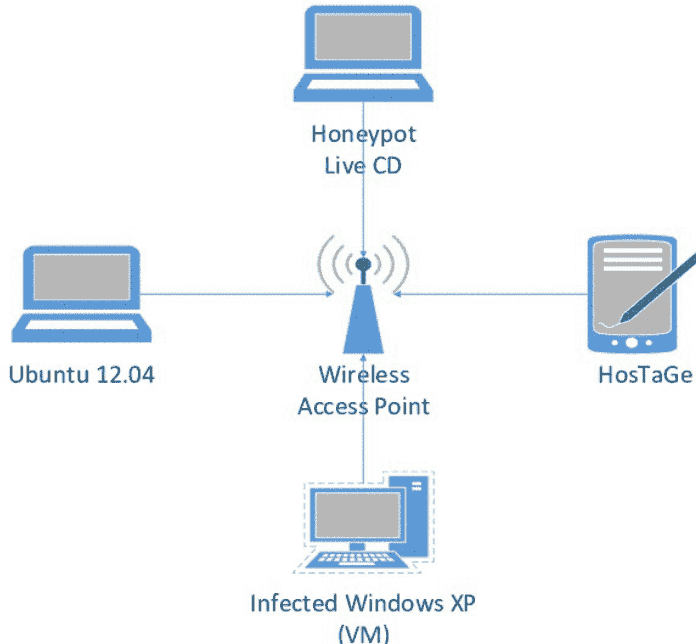 Honeypot
Live CD
Ubuntu 12.04
Wireless
Access Point
HosTaGe
Infected Windows XP
(VM)